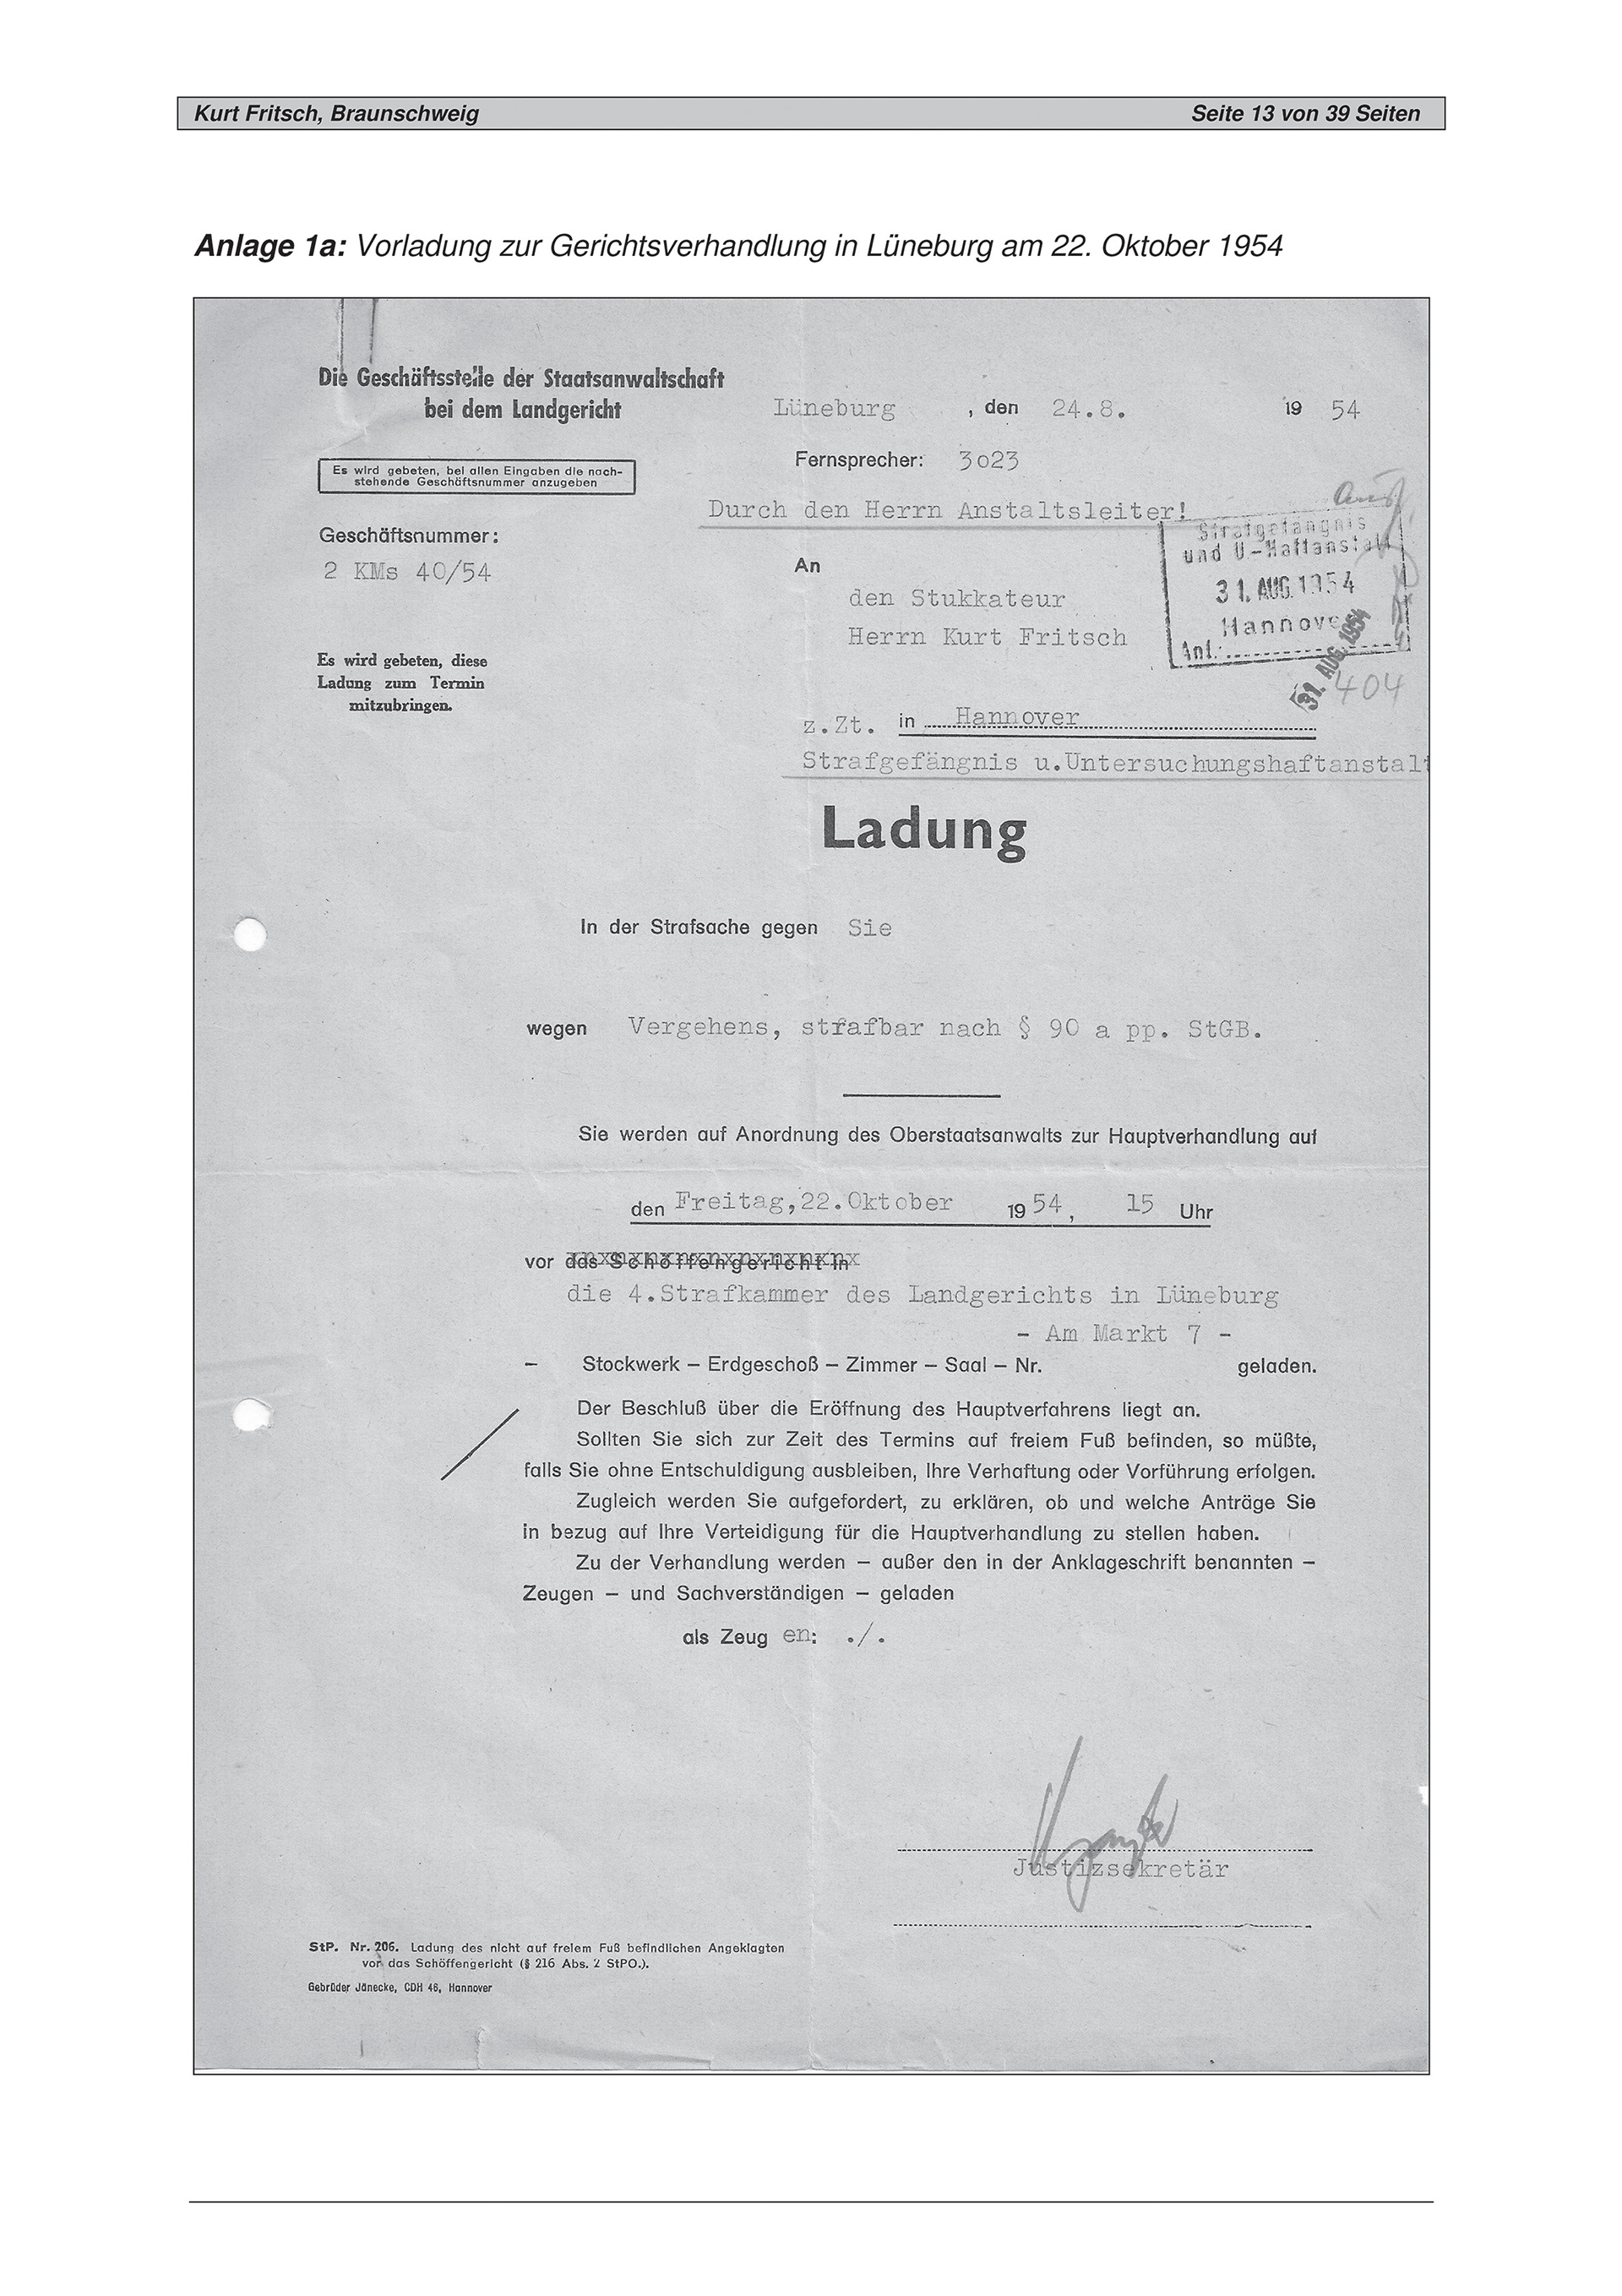 Kurt Fritsch, Braunschweig Seite 13 von 39 Seiten
Anlage 1a: Vorladung zur Gerichtsverhandlung in Lüneburg am 22. Oktober 1954
Die Geschäftsstelle der Staatsanwaltschaft
bei dem Landgericht
Lüneburg , den 24.8. 19 54
Es wird gebeten, bei allen Eingaben die nach-
stehende Geschäftsnummer anzugeben
Fernsprecher: 3o23
Durch den Herrn Anstaltsleiter!
Geschäftsnummer:
2 KMs 40/54
Strafgefängnis
und U-Haftanstalt
31. AUG. 1954
Hannover
Anl.
31. AUG. 1954
404
An
den Stukkateur
Herrn Kurt Fritsch
Es wird gebeten, diese
Ladung zum Termin
mitzubringen.
z.Zt. in Hannover
Strafgefängnis u.Untersuchungshaftanstalt
Ladung
In der Strafsache gegen Sie
wegen Vergehens, strafbar nach § 90 a pp. StGB.
Sie werden auf Anordnung des Oberstaatsanwalts zur Hauptverhandlung auf
den Freitag,22.Oktober 19 54, 15 Uhr
vor das Schöffengericht in
die 4.Strafkammer des Landgerichts in Lüneburg
- Am Markt 7 -
– Stockwerk – Erdgeschoß – Zimmer – Saal – Nr. geladen.
Der Beschluß über die Eröffnung des Hauptverfahrens liegt an.
Sollten Sie sich zur Zeit des Termins auf freiem Fuß befinden, so müßte,
falls Sie ohne Entschuldigung ausbleiben, Ihre Verhaftung oder Vorführung erfolgen.
Zugleich werden Sie aufgefordert, zu erklären, ob und welche Anträge Sie
in bezug auf Ihre Verteidigung für die Hauptverhandlung zu stellen haben.
Zu der Verhandlung werden – außer den in der Anklageschrift benannten –
Zeugen – und Sachverständigen – geladen
als Zeug en: ./.
Justizsekretär
StP. Nr. 206. Ladung des nicht auf freiem Fuß befindlichen Angeklagten
vor das Schöffengericht (§ 216 Abs. 2 StPO.).
Gebrüder Jänecke, CDH 46, Hannover